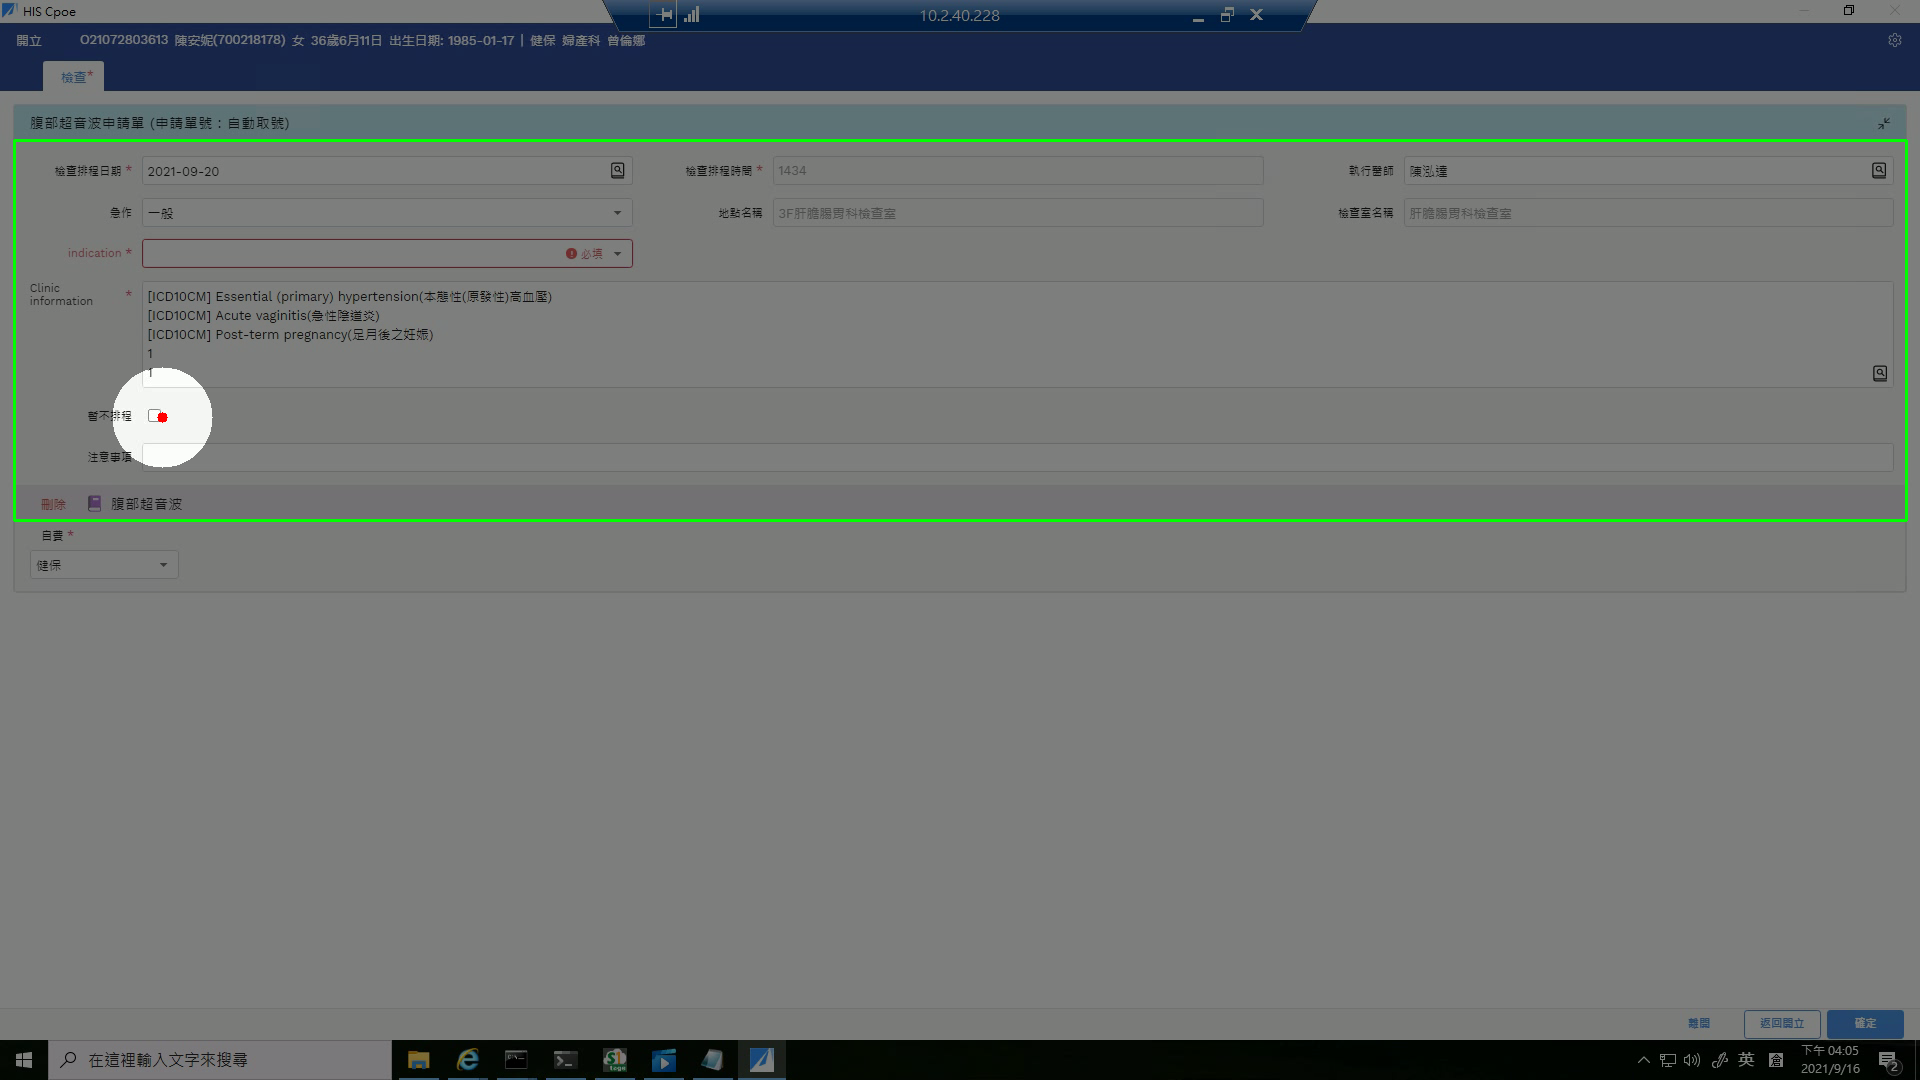 HIS Cpoe
10.2.40.228
開立 O21072803613 陳安妮(700218178) 女 36歲6月11日 出生日期: 1985-01-17 | 健保 婦產科 曾倫娜
檢查*
腹部超音波申請單 (申請單號：自動取號)
檢查排程日期 * 2021-09-20 檢查排程時間 * 1434 執行醫師 陳泓達
急作 一般 地點名稱 3F肝膽腸胃科檢查室 檢查室名稱 肝膽腸胃科檢查室
indication * 必填
Clinic information *
[ICD10CM] Essential (primary) hypertension(本態性(原發性)高血壓)
[ICD10CM] Acute vaginitis(急性陰道炎)
[ICD10CM] Post-term pregnancy(足月後之妊娠)
1
1
暫不排程
注意事項
刪除 腹部超音波
自費 *
健保
離開 返回開立 確定
在這裡輸入文字來搜尋
英
下午 04:05
2021/9/16
2